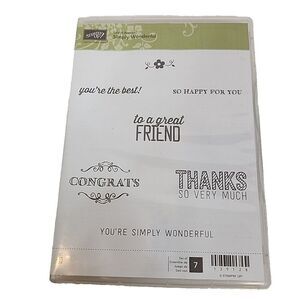 Simply Wonderful
you're the best!
SO HAPPY FOR YOU
to a great
FRIEND
CONGRATS
THANKS
SO VERY MUCH
YOU'RE SIMPLY WONDERFUL
7